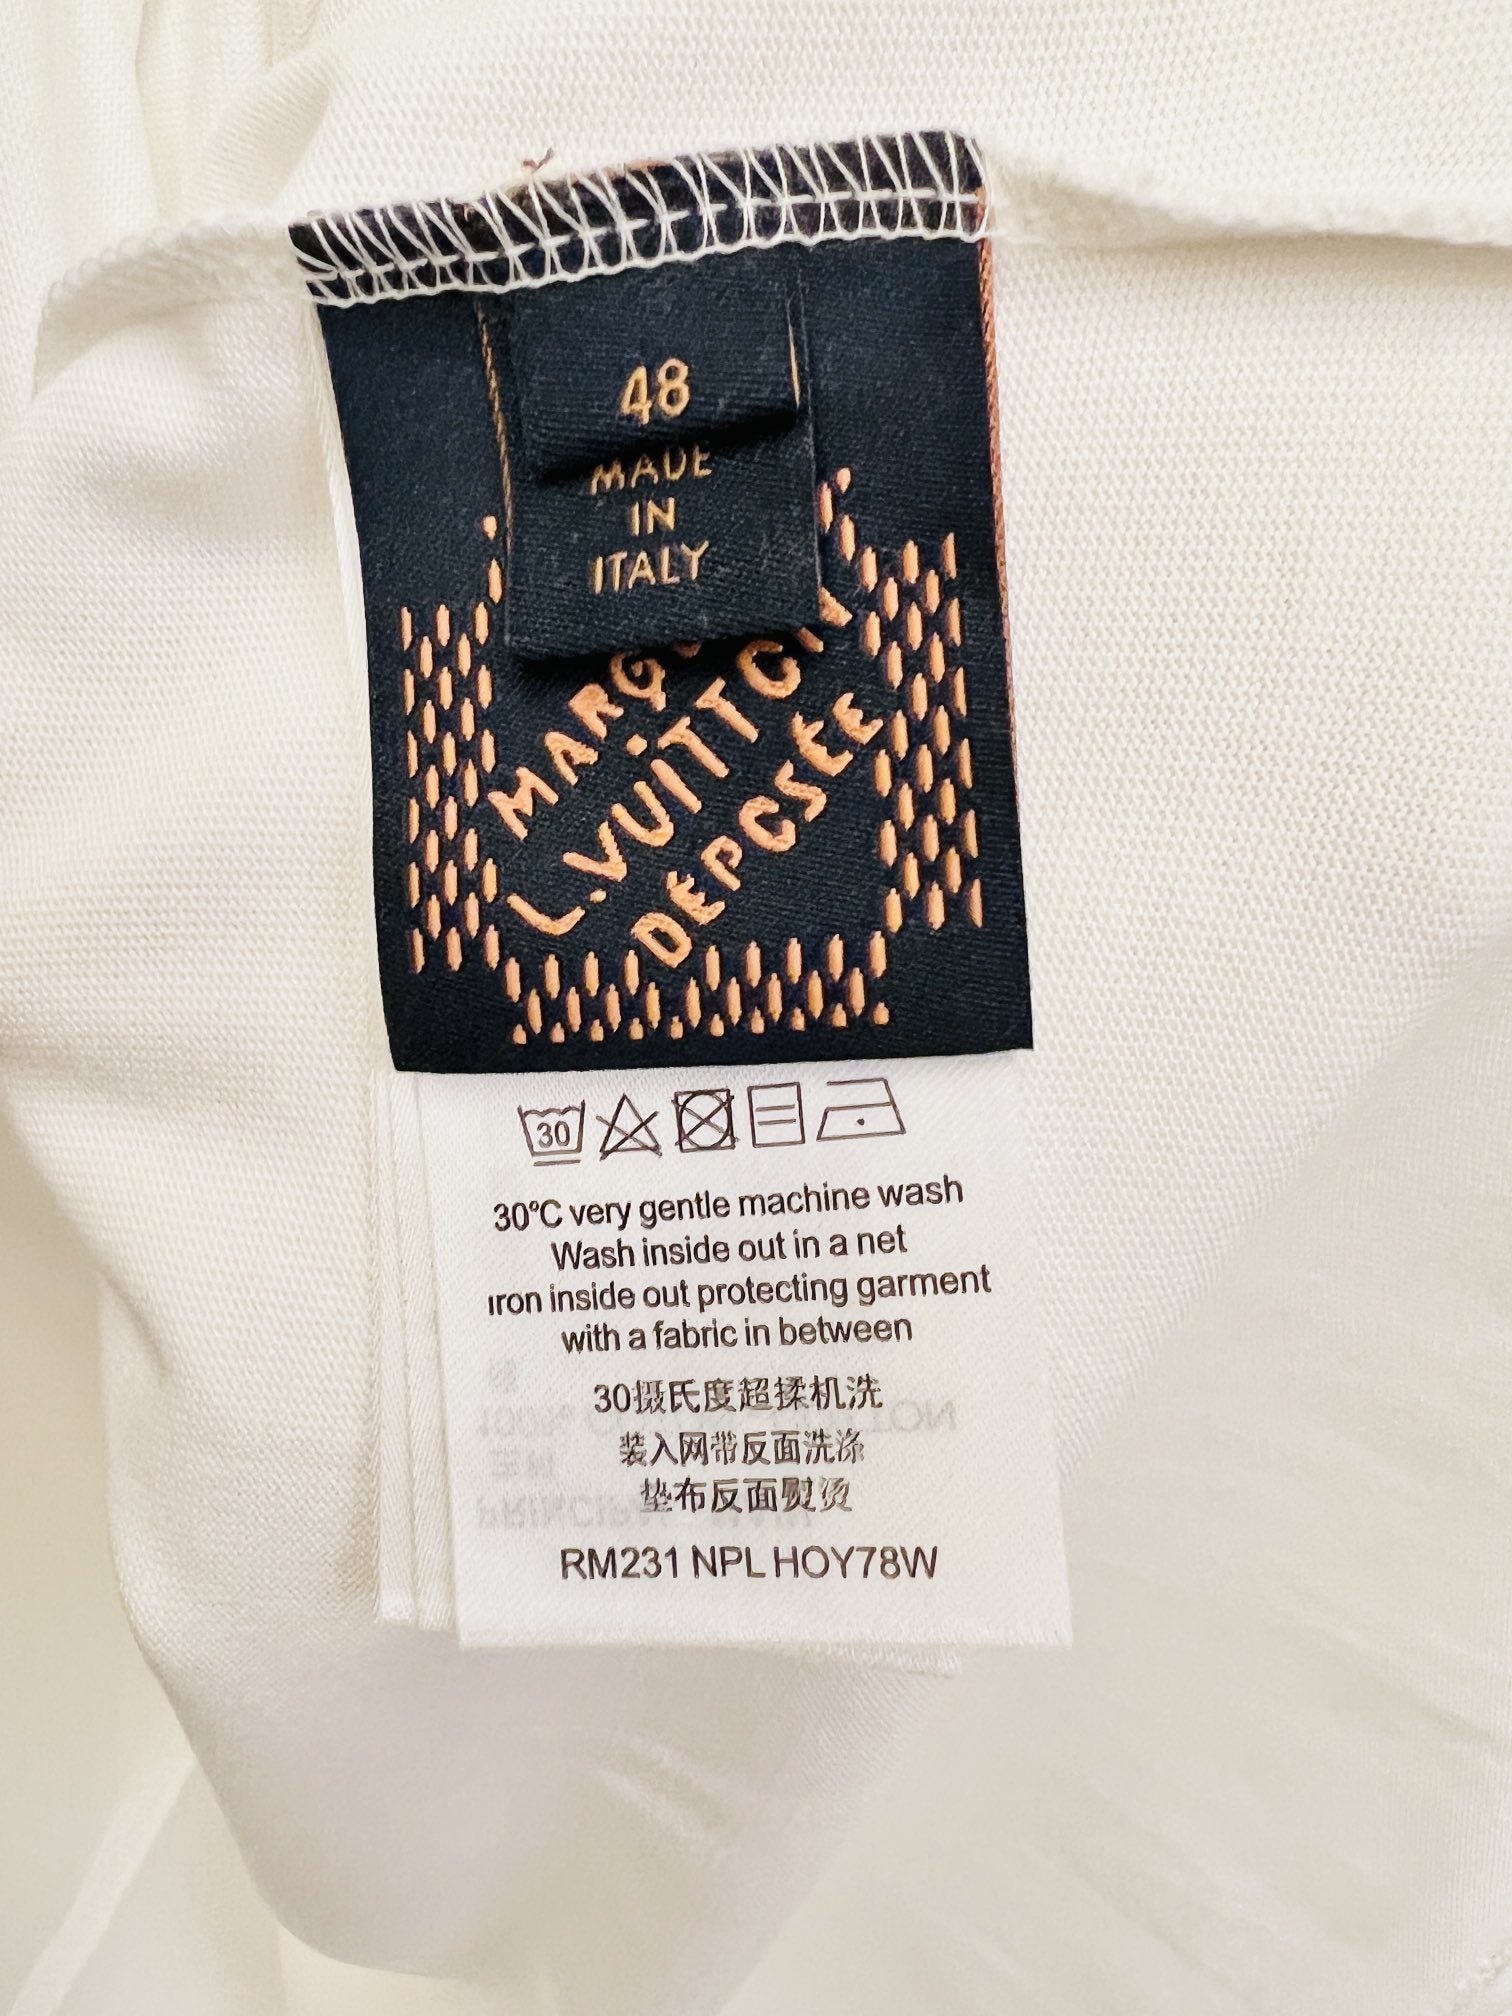 48
MADE
IN
ITALY
MARQ
L.VUITTON
DÉPOSÉE
30
30°C very gentle machine wash
Wash inside out in a net
iron inside out protecting garment
with a fabric in between
30摄氏度超揉机洗
装入网带反面洗涤
垫布反面熨烫
RM231 NPL HOY78W